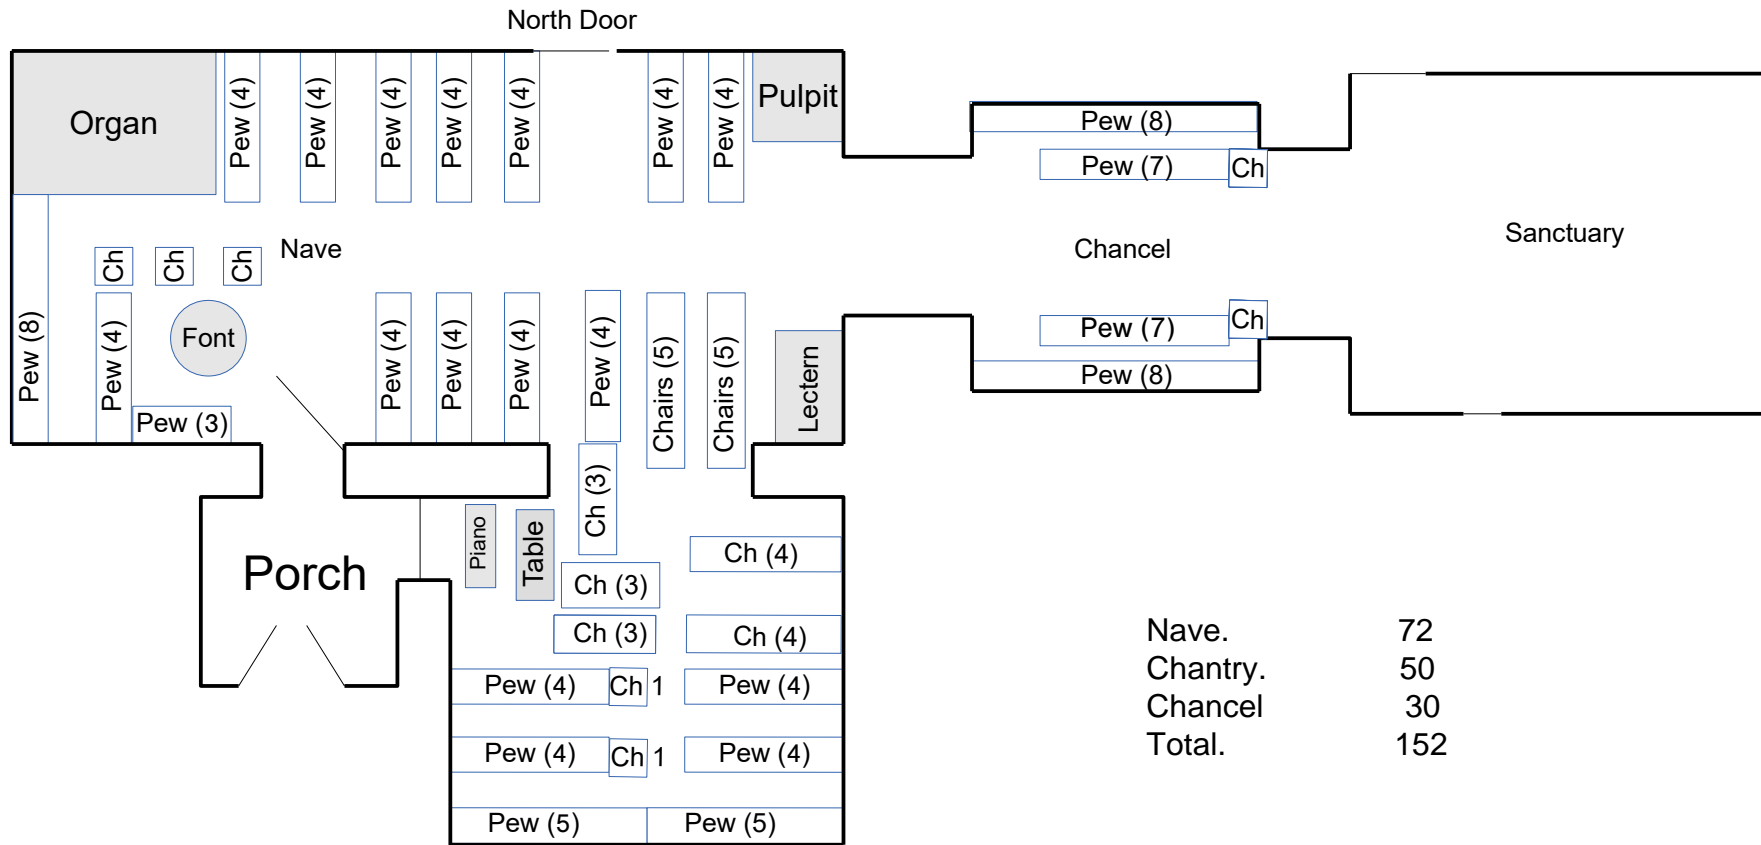 North Door
Organ
Pew (4)
Pew (4)
Pew (4)
Pew (4)
Pew (4)
Pew (4)
Pew (4)
Pulpit
Pew (8)
Pew (7)
Ch
Ch
Ch
Ch
Nave
Chancel
Sanctuary
Pew (8)
Pew (4)
Font
Pew (3)
Pew (4)
Pew (4)
Pew (4)
Pew (4)
Chairs (5)
Chairs (5)
Lectern
Ch
Pew (7)
Pew (8)
Porch
Piano
Table
Ch (3)
Ch (4)
Ch (3)
Ch (3)
Ch (4)
Pew (4)
Ch 1
Pew (4)
Pew (4)
Ch 1
Pew (4)
Pew (5)
Pew (5)
Nave. 72
Chantry. 50
Chancel 30
Total. 152